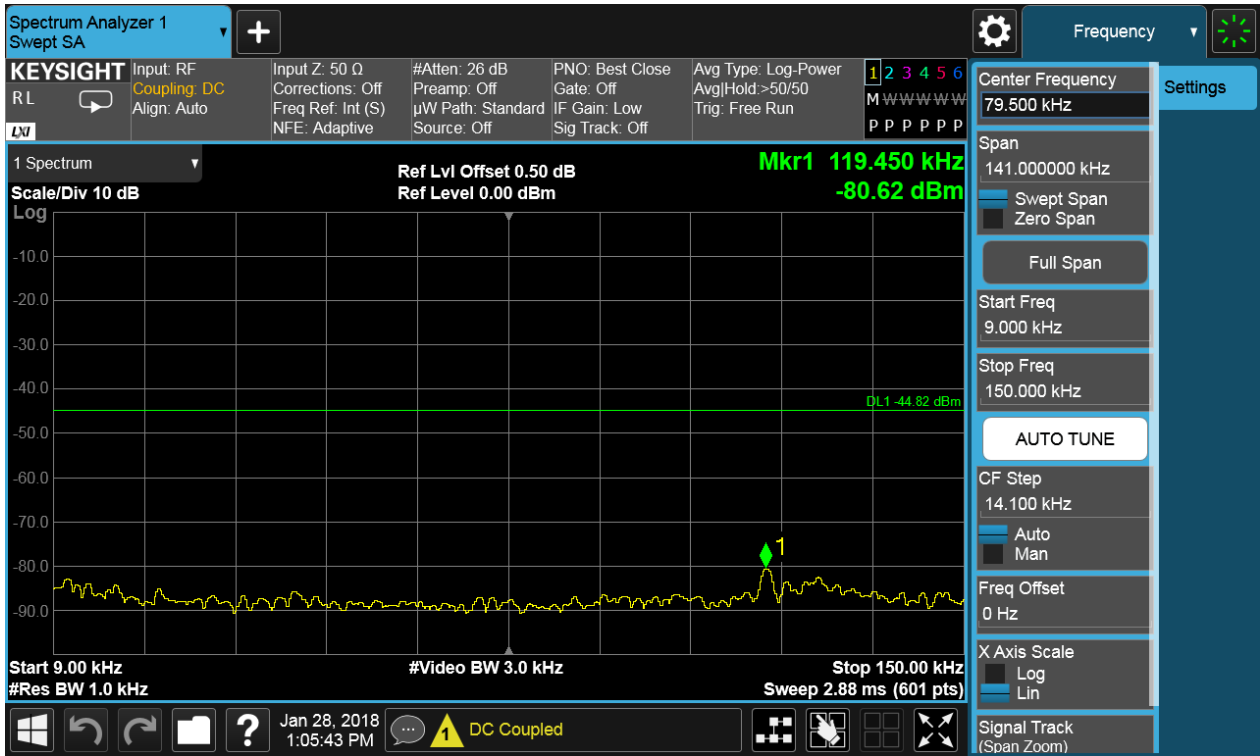 Spectrum Analyzer 1
Swept SA
+
Frequency
KEYSIGHT
RL
LXI
Input: RF
Coupling: DC
Align: Auto
Input Z: 50 Ω
Corrections: Off
Freq Ref: Int (S)
NFE: Adaptive
#Atten: 26 dB
Preamp: Off
µW Path: Standard
Source: Off
PNO: Best Close
Gate: Off
IF Gain: Low
Sig Track: Off
Avg Type: Log-Power
Avg|Hold:>50/50
Trig: Free Run
1 2 3 4 5 6
M W W W W W
P P P P P P
1 Spectrum
Scale/Div 10 dB
Ref Lvl Offset 0.50 dB
Ref Level 0.00 dBm
Mkr1 119.450 kHz
-80.62 dBm
Log
-10.0
-20.0
-30.0
-40.0
DL1 -44.82 dBm
-50.0
-60.0
-70.0
1
-80.0
-90.0
Start 9.00 kHz
#Video BW 3.0 kHz
Stop 150.00 kHz
#Res BW 1.0 kHz
Sweep 2.88 ms (601 pts)
Center Frequency
79.500 kHz
Span
141.000000 kHz
Swept Span
Zero Span
Full Span
Start Freq
9.000 kHz
Stop Freq
150.000 kHz
AUTO TUNE
CF Step
14.100 kHz
Auto
Man
Freq Offset
0 Hz
X Axis Scale
Log
Lin
Signal Track
(Span Zoom)
Settings
?
Jan 28, 2018
1:05:43 PM
1
DC Coupled